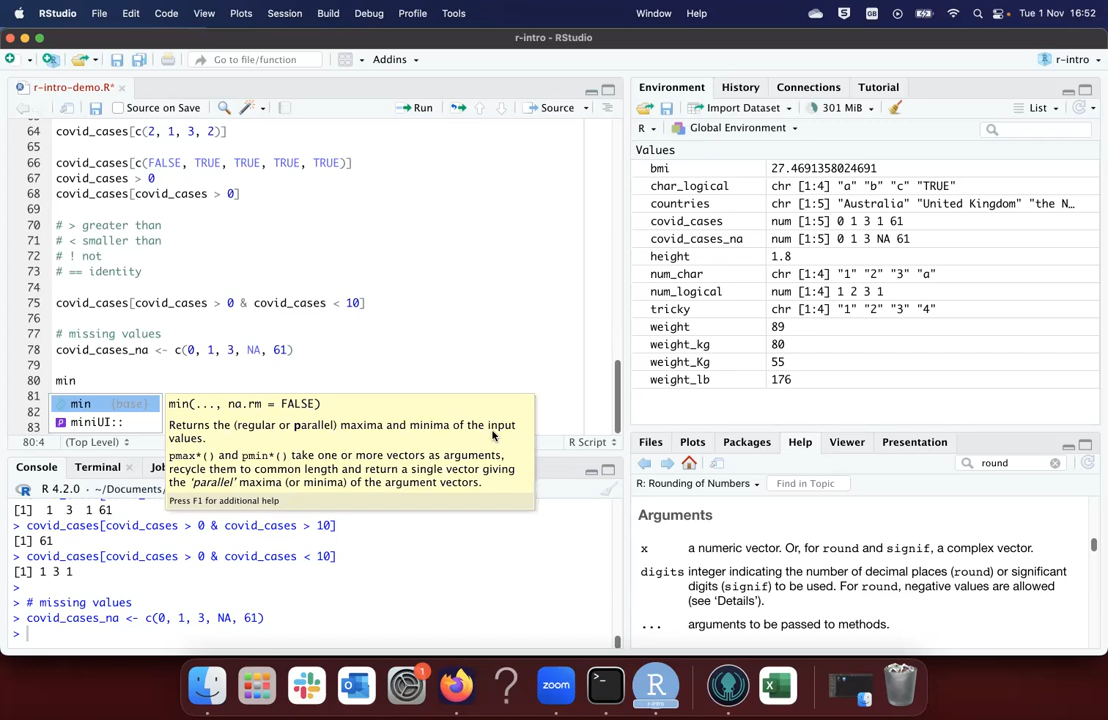 RStudio File Edit Code View Plots Session Build Debug Profile Tools Window Help Tue 1 Nov 16:52
r-intro - RStudio
Go to file/function Addins r-intro
r-intro-demo.R*
Source on Save Run Source
64 covid_cases[c(2, 1, 3, 2)]
65
66 covid_cases[c(FALSE, TRUE, TRUE, TRUE, TRUE)]
67 covid_cases > 0
68 covid_cases[covid_cases > 0]
69
70 # > greater than
71 # < smaller than
72 # ! not
73 # == identity
74
75 covid_cases[covid_cases > 0 & covid_cases < 10]
76
77 # missing values
78 covid_cases_na <- c(0, 1, 3, NA, 61)
79
80 min
81
82
83
min {base}
miniUI::
min(..., na.rm = FALSE)
Returns the (regular or parallel) maxima and minima of the input
values.
pmax*() and pmin*() take one or more vectors as arguments,
recycle them to common length and return a single vector giving
the ‘parallel’ maxima (or minima) of the argument vectors.
Press F1 for additional help
80:4 (Top Level) R Script
Console Terminal Jo
R 4.2.0 · ~/Documents/
[1] 1 3 1 61
> covid_cases[covid_cases > 0 & covid_cases > 10]
[1] 61
> covid_cases[covid_cases > 0 & covid_cases < 10]
[1] 1 3 1
>
> # missing values
> covid_cases_na <- c(0, 1, 3, NA, 61)
>
Environment History Connections Tutorial
Import Dataset 301 MiB List
R Global Environment
Values
bmi 27.4691358024691
char_logical chr [1:4] "a" "b" "c" "TRUE"
countries chr [1:5] "Australia" "United Kingdom" "the N…
covid_cases num [1:5] 0 1 3 1 61
covid_cases_na num [1:5] 0 1 3 NA 61
height 1.8
num_char chr [1:4] "1" "2" "3" "a"
num_logical num [1:4] 1 2 3 1
tricky chr [1:4] "1" "2" "3" "4"
weight 89
weight_kg 80
weight_Kg 55
weight_lb 176
Files Plots Packages Help Viewer Presentation
round
R: Rounding of Numbers Find in Topic
Arguments
x a numeric vector. Or, for round and signif, a complex vector.
digits integer indicating the number of decimal places (round) or significant
digits (signif) to be used. For round, negative values are allowed
(see ‘Details’).
... arguments to be passed to methods.
1
zoom
R
r-intro